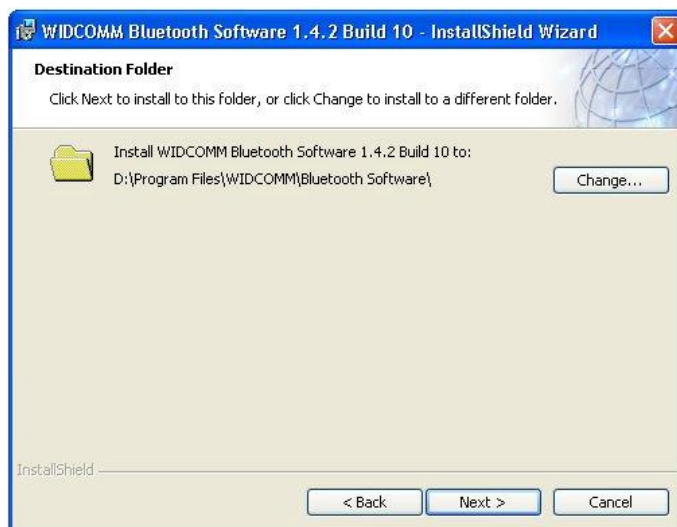 WIDCOMM Bluetooth Software 1.4.2 Build 10 - InstallShield Wizard
Destination Folder
Click Next to install to this folder, or click Change to install to a different folder.
Install WIDCOMM Bluetooth Software 1.4.2 Build 10 to:
D:\Program Files\WIDCOMM\Bluetooth Software\
Change...
InstallShield
< Back
Next >
Cancel